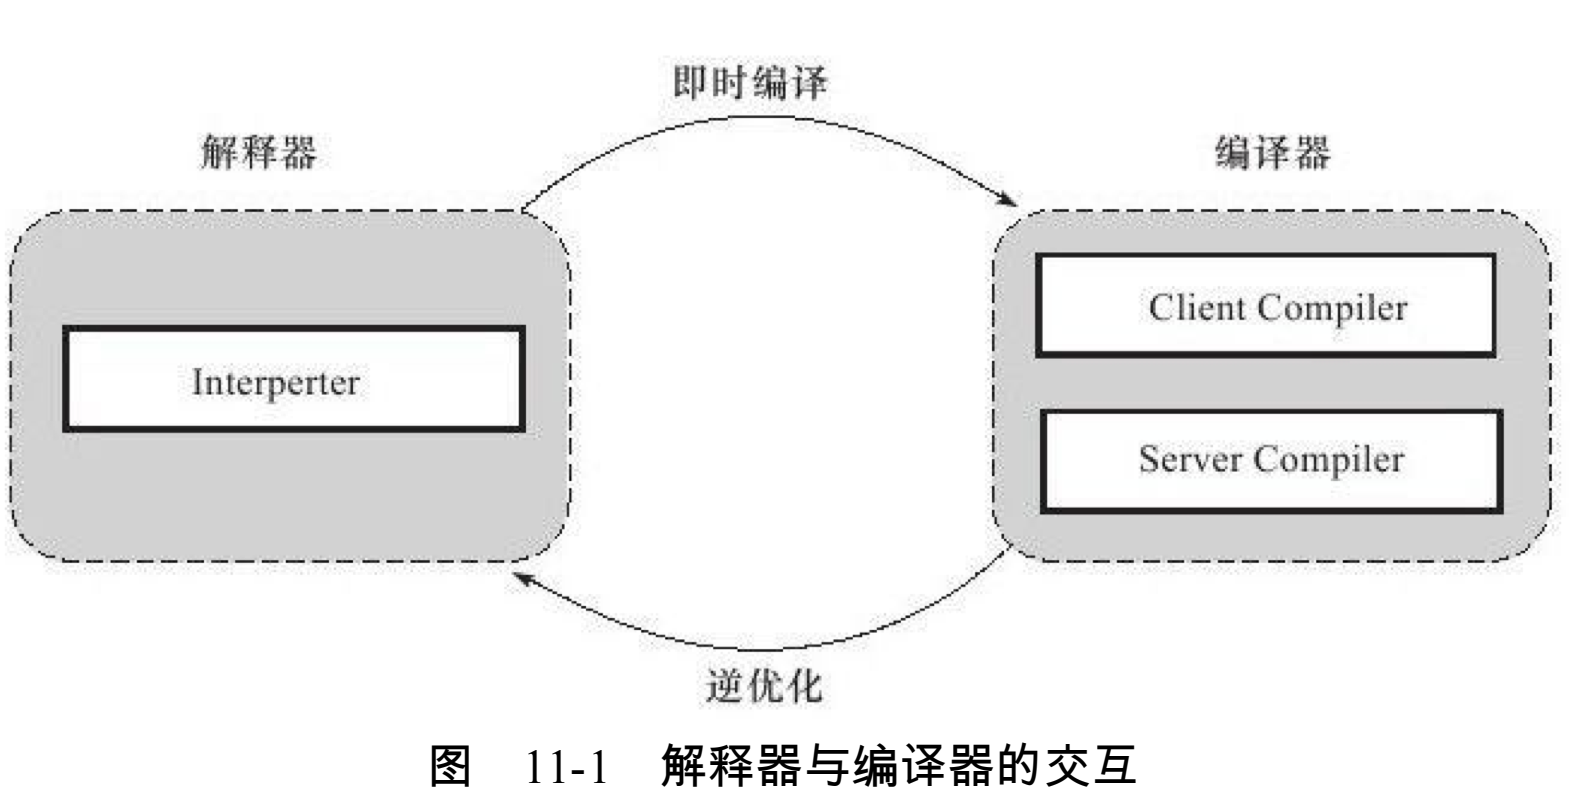 即时编译
解释器
编译器
Client Compiler
Interperter
Server Compiler
逆优化
图 11-1 解释器与编译器的交互